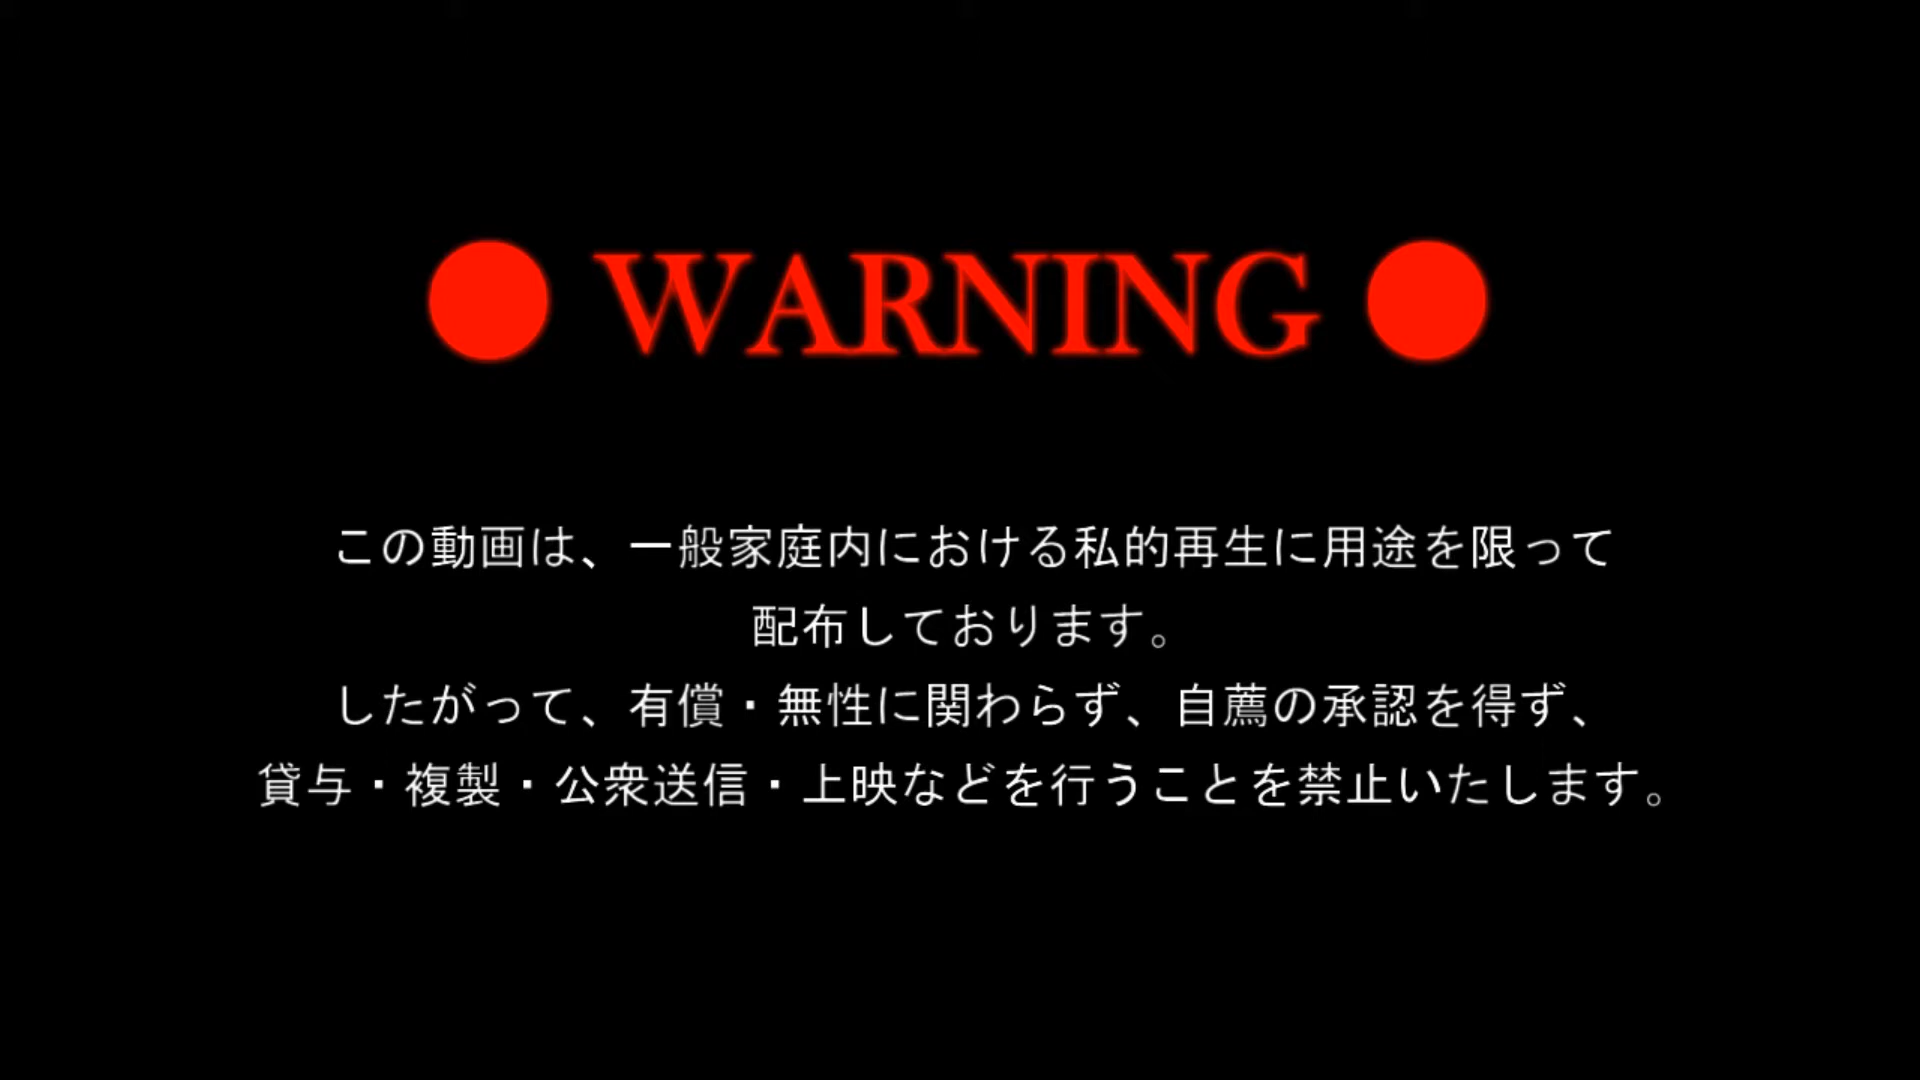 ● WARNING ●
この動画は、一般家庭内における私的再生に用途を限って
配布しております。
したがって、有償・無性に関わらず、自薦の承認を得ず、
貸与・複製・公衆送信・上映などを行うことを禁止いたします。